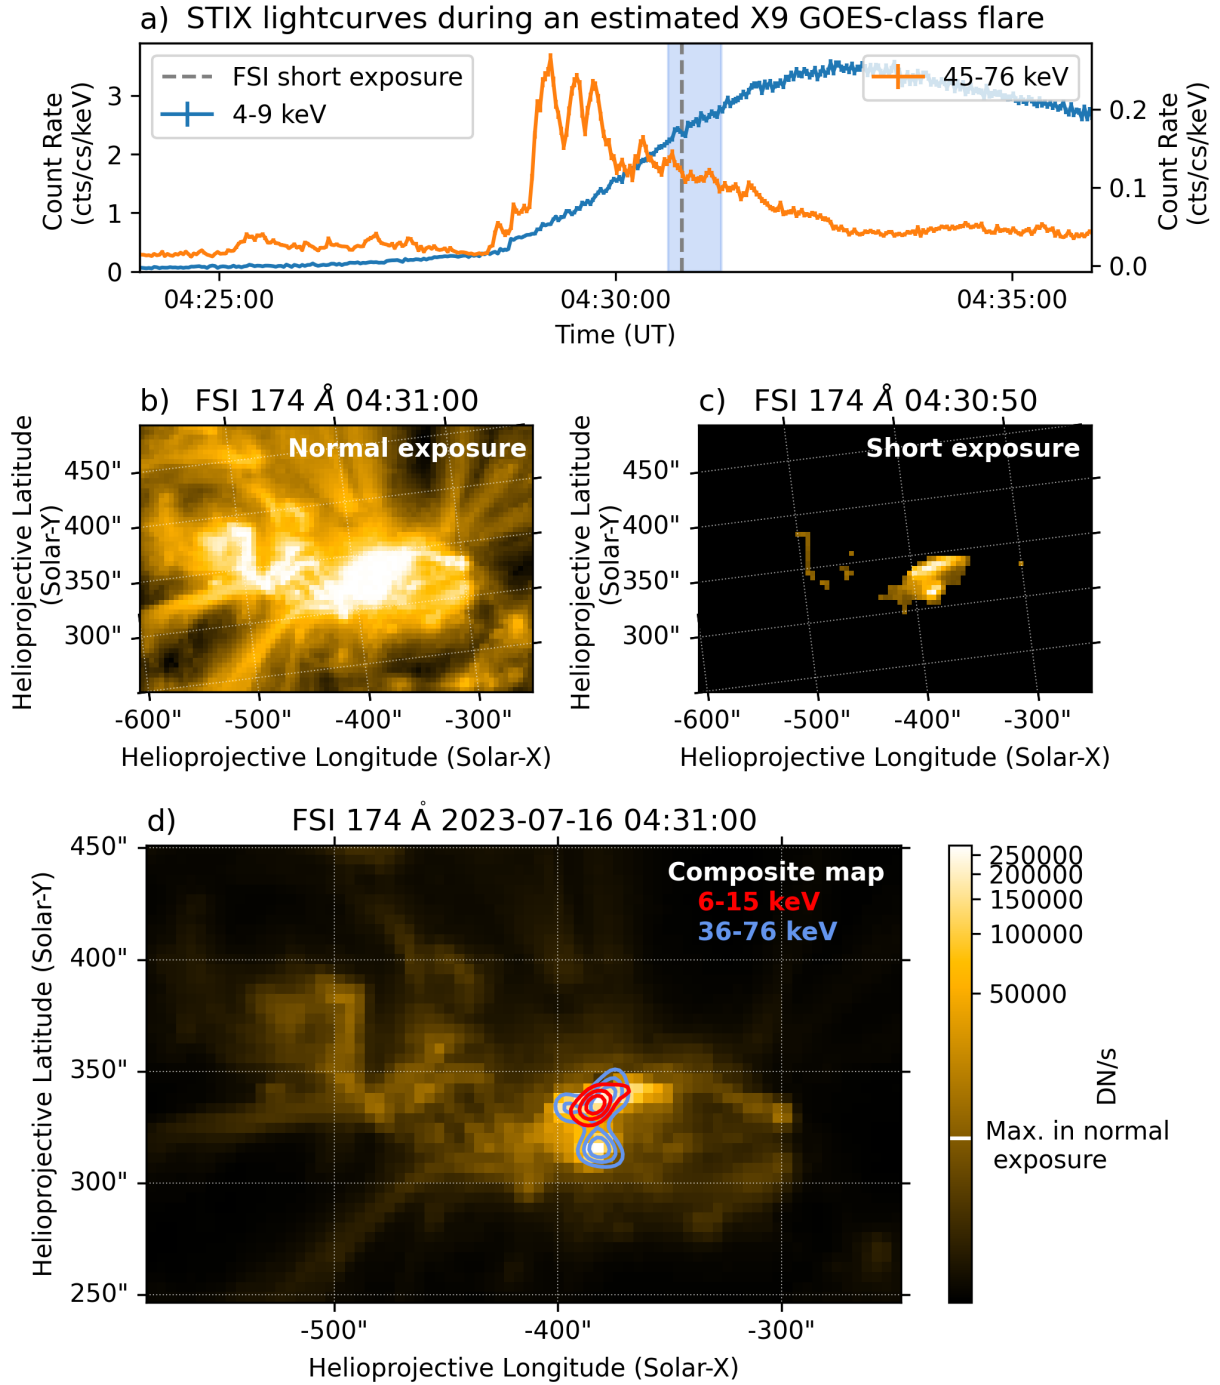 a) STIX lightcurves during an estimated X9 GOES-class flare
FSI short exposure
4-9 keV
45-76 keV
Count Rate
(cts/cs/keV)
3
2
1
0
0.2
0.1
0.0
Count Rate
(cts/cs/keV)
04:25:00
04:30:00
04:35:00
Time (UT)
b) FSI 174 Å 04:31:00
Normal exposure
Helioprojective Latitude
(Solar-Y)
450"
400"
350"
300"
-600"
-500"
-400"
-300"
Helioprojective Longitude (Solar-X)
c) FSI 174 Å 04:30:50
Short exposure
Helioprojective Latitude
(Solar-Y)
450"
400"
350"
300"
-600"
-500"
-400"
-300"
Helioprojective Longitude (Solar-X)
d) FSI 174 Å 2023-07-16 04:31:00
Composite map
6-15 keV
36-76 keV
Helioprojective Latitude (Solar-Y)
450"
400"
350"
300"
250"
-500"
-400"
-300"
Helioprojective Longitude (Solar-X)
250000
200000
150000
100000
50000
DN/s
Max. in normal
exposure